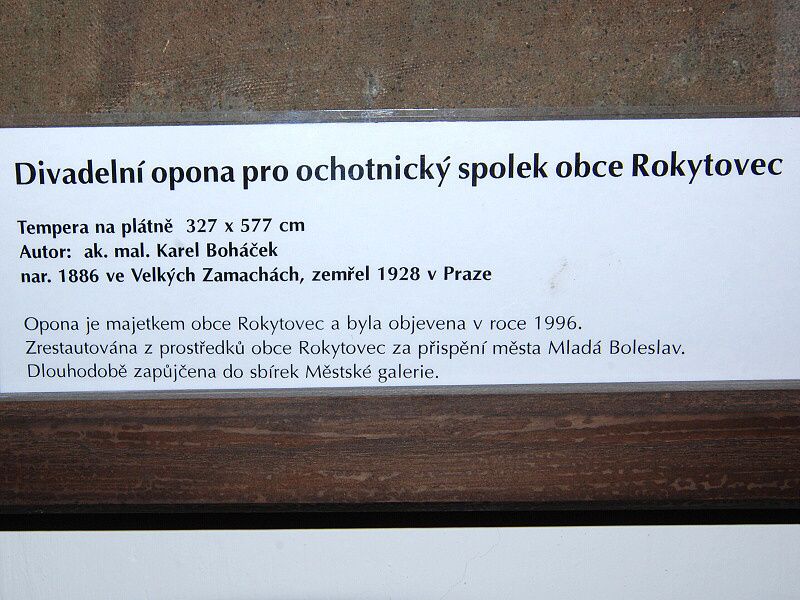 Divadelní opona pro ochotnický spolek obce Rokytovec
Tempera na plátně 327 x 577 cm
Autor: ak. mal. Karel Boháček
nar. 1886 ve Velkých Zamachách, zemřel 1928 v Praze
Opona je majetkem obce Rokytovec a byla objevena v roce 1996.
Zrestautována z prostředků obce Rokytovec za přispění města Mladá Boleslav.
Dlouhodobě zapůjčena do sbírek Městské galerie.